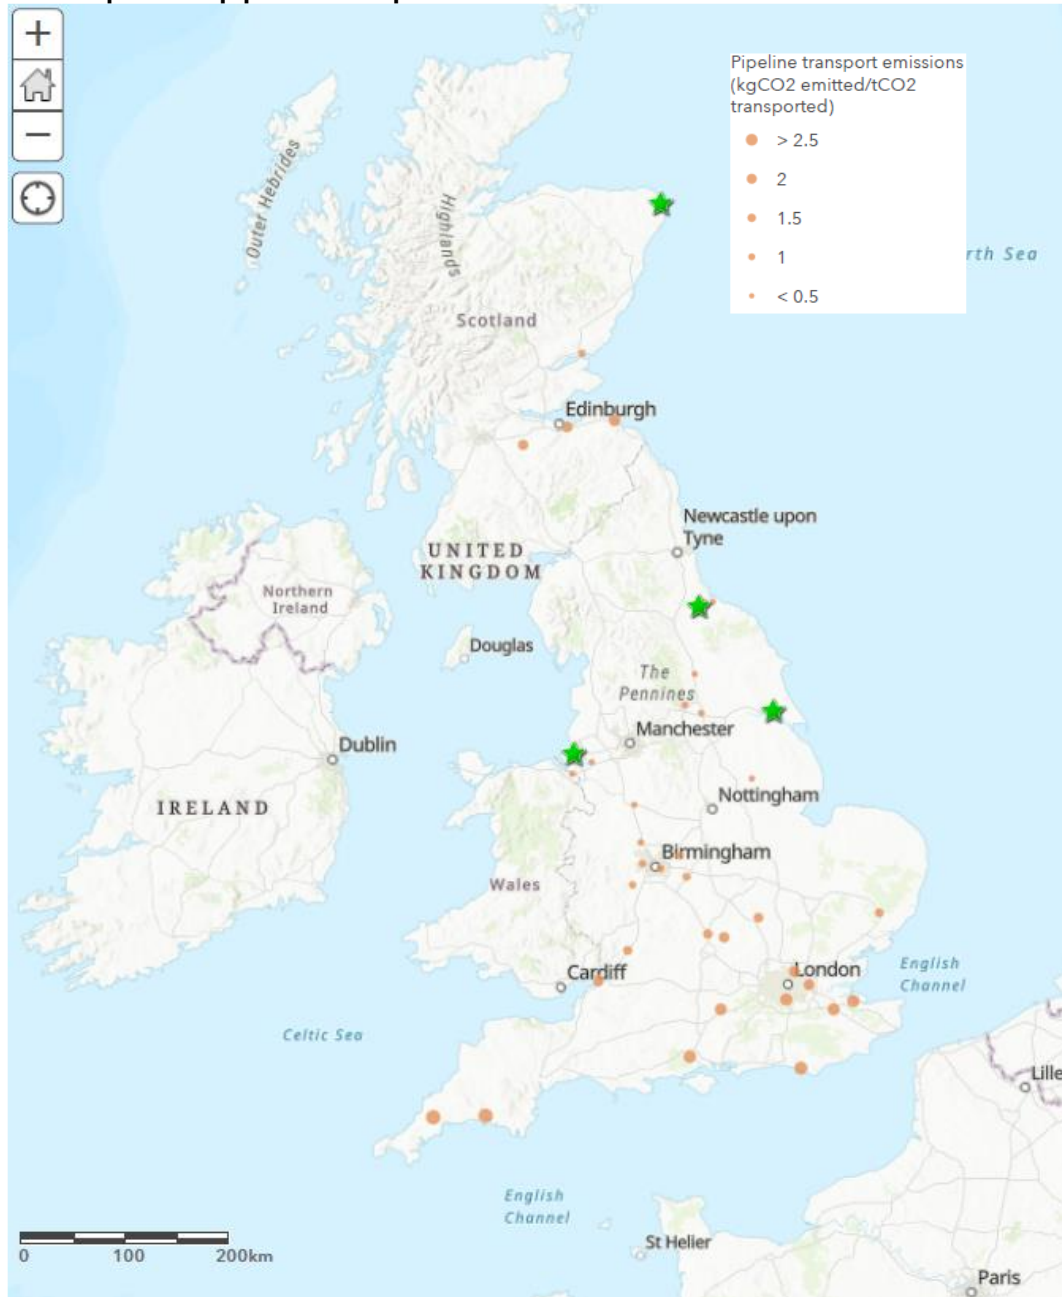 +
−
Pipeline transport emissions
(kgCO2 emitted/tCO2
transported)
> 2.5
2
1.5
1
< 0.5
Outer Hebrides
Highlands
rth Sea
Scotland
Edinburgh
Newcastle upon
Tyne
UNITED
KINGDOM
Northern
Ireland
Douglas
The
Pennines
Manchester
Dublin
IRELAND
Nottingham
Birmingham
Wales
Cardiff
London
English
Channel
Celtic Sea
Lille
English
Channel
St Helier
0 100 200km
Paris